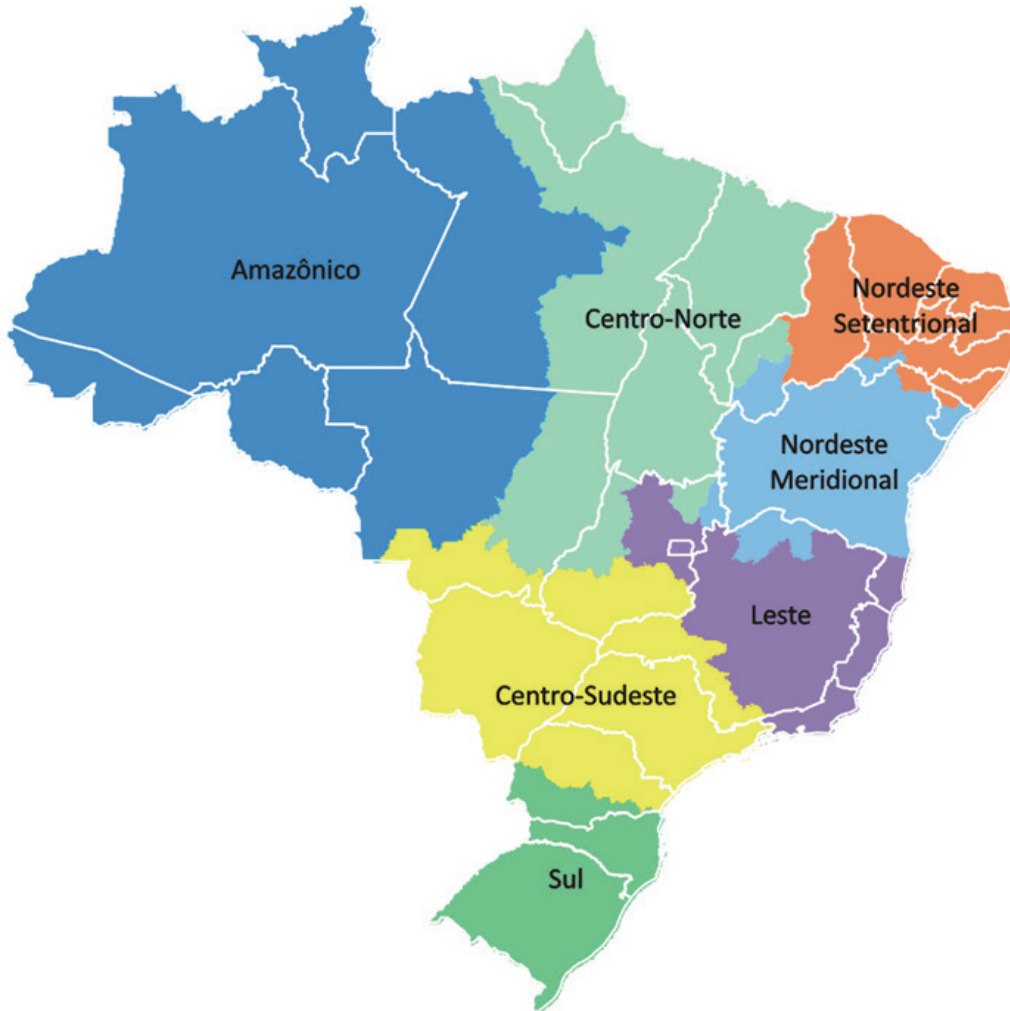 Amazônico
Centro-Norte
Nordeste
Setentrional
Nordeste
Meridional
Leste
Centro-Sudeste
Sul